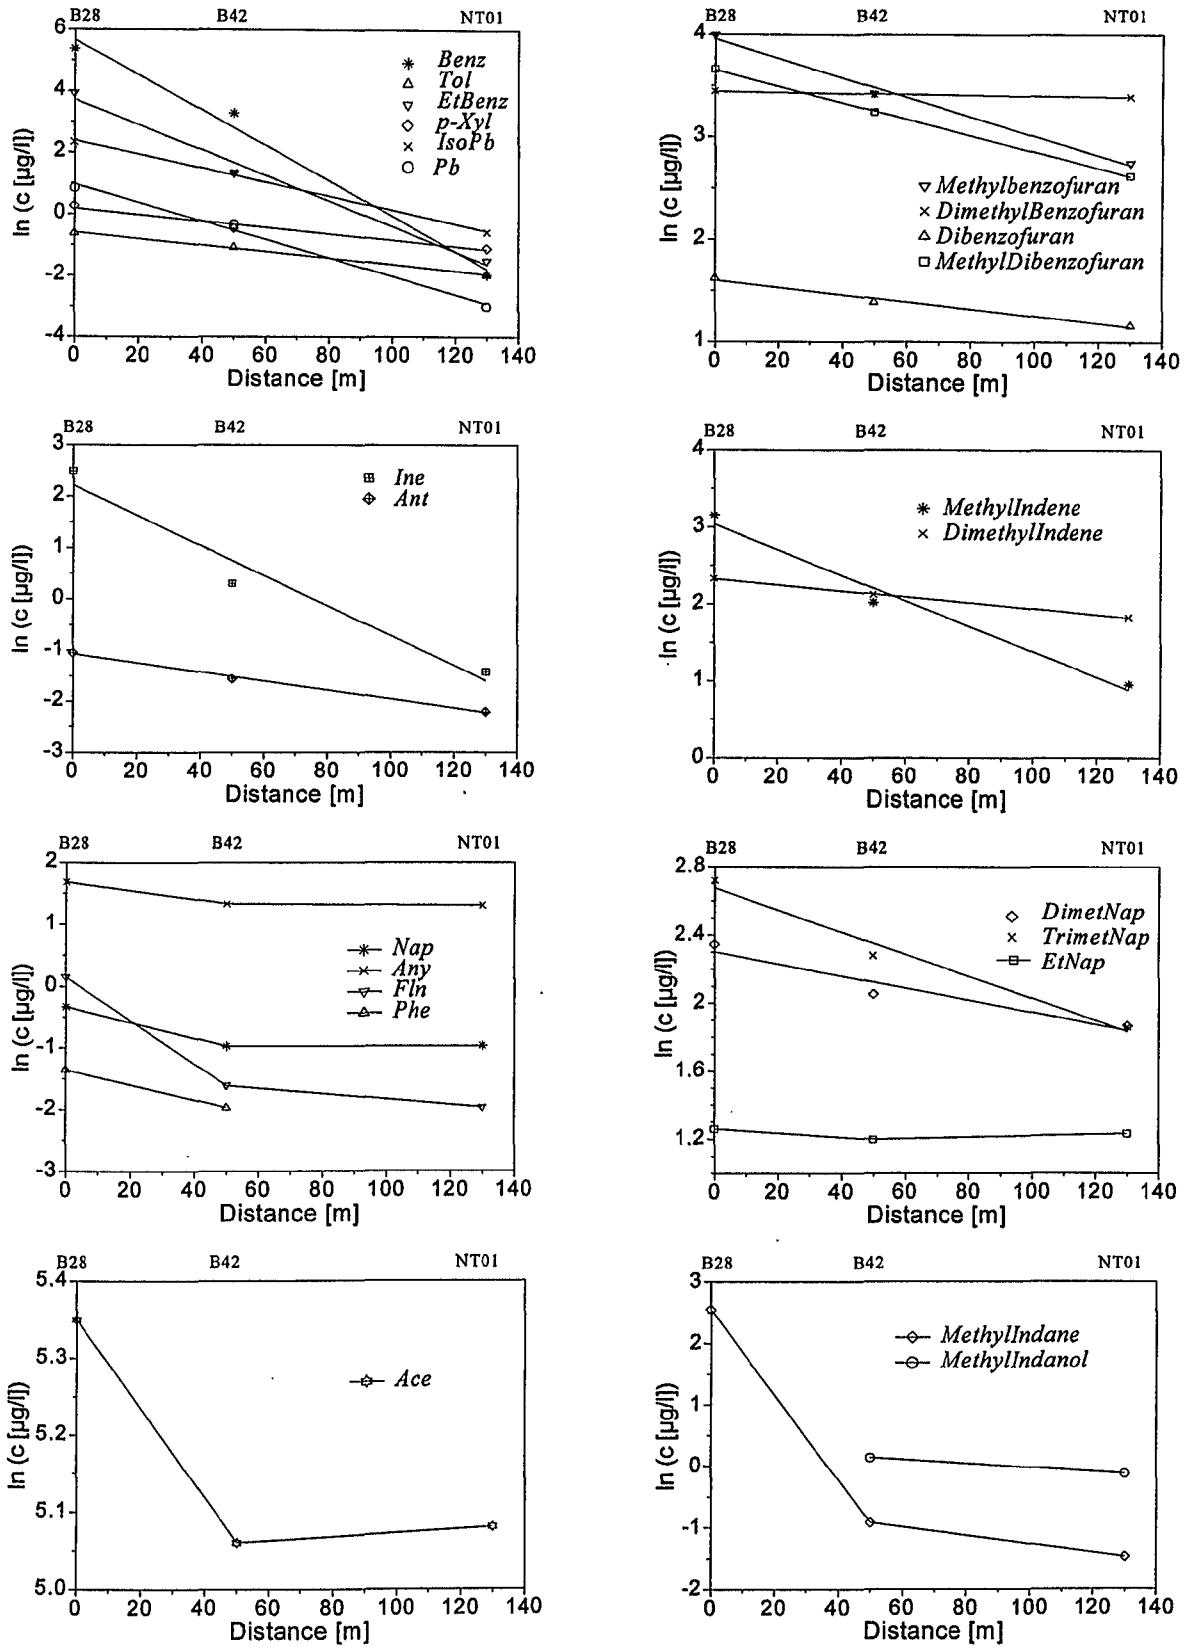 B28 B42 NT01
6
4
2
0
-2
-4
ln (c [µg/l])
Benz
Tol
EtBenz
p-Xyl
IsoPb
Pb
0 20 40 60 80 100 120 140
Distance [m]
B28 B42 NT01
4
3
2
1
ln (c [µg/l])
Methylbenzofuran
DimethylBenzofuran
Dibenzofuran
MethylDibenzofuran
0 20 40 60 80 100 120 140
Distance [m]
B28 B42 NT01
3
2
1
0
-1
-2
-3
ln (c [µg/l])
Ine
Ant
0 20 40 60 80 100 120 140
Distance [m]
B28 B42 NT01
4
3
2
1
0
ln (c [µg/l])
MethylIndene
DimethylIndene
0 20 40 60 80 100 120 140
Distance [m]
B28 B42 NT01
2
1
0
-1
-2
-3
ln (c [µg/l])
Nap
Any
Fln
Phe
0 20 40 60 80 100 120 140
Distance [m]
B28 B42 NT01
2.8
2.4
2
1.6
1.2
ln (c [µg/l])
DimetNap
TrimetNap
EtNap
0 20 40 60 80 100 120 140
Distance [m]
B28 B42 NT01
5.4
5.3
5.2
5.1
5.0
ln (c [µg/l])
Ace
0 20 40 60 80 100 120 140
Distance [m]
B28 B42 NT01
3
2
1
0
-1
-2
ln (c [µg/l])
MethylIndane
MethylIndanol
0 20 40 60 80 100 120 140
Distance [m]